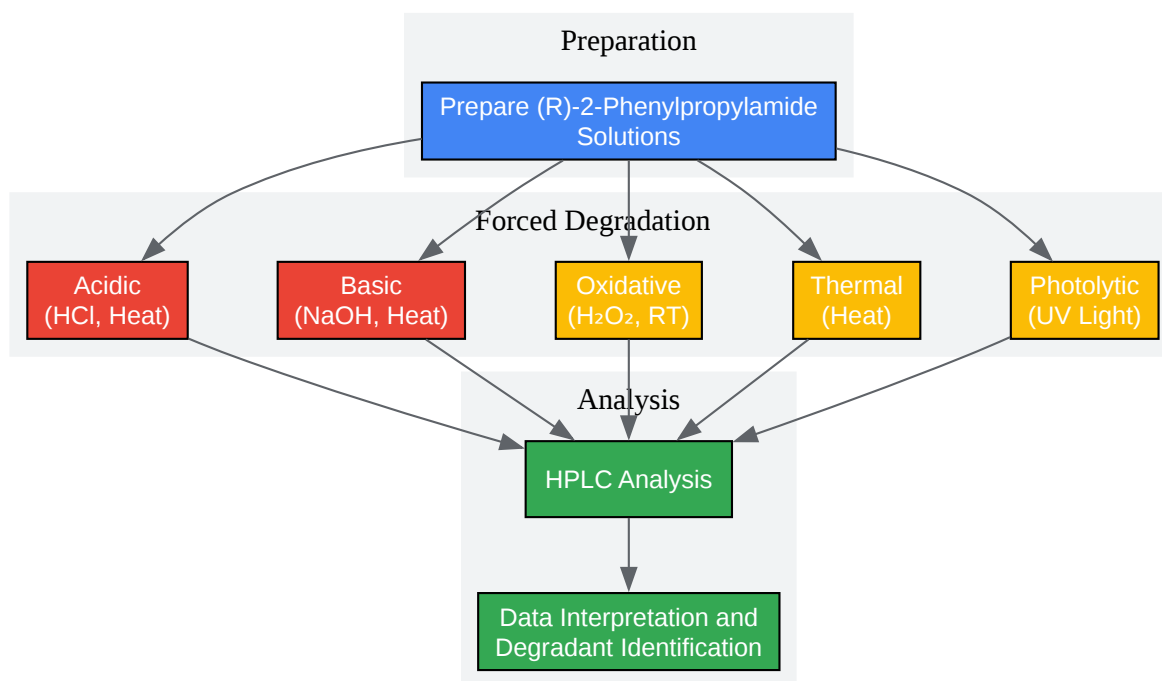 Preparation
Prepare (R)-2-Phenylpropylamide
Solutions
Forced Degradation
Acidic
(HCl, Heat)
Basic
(NaOH, Heat)
Oxidative
(H₂O₂, RT)
Thermal
(Heat)
Photolytic
(UV Light)
Analysis
HPLC Analysis
Data Interpretation and
Degradant Identification